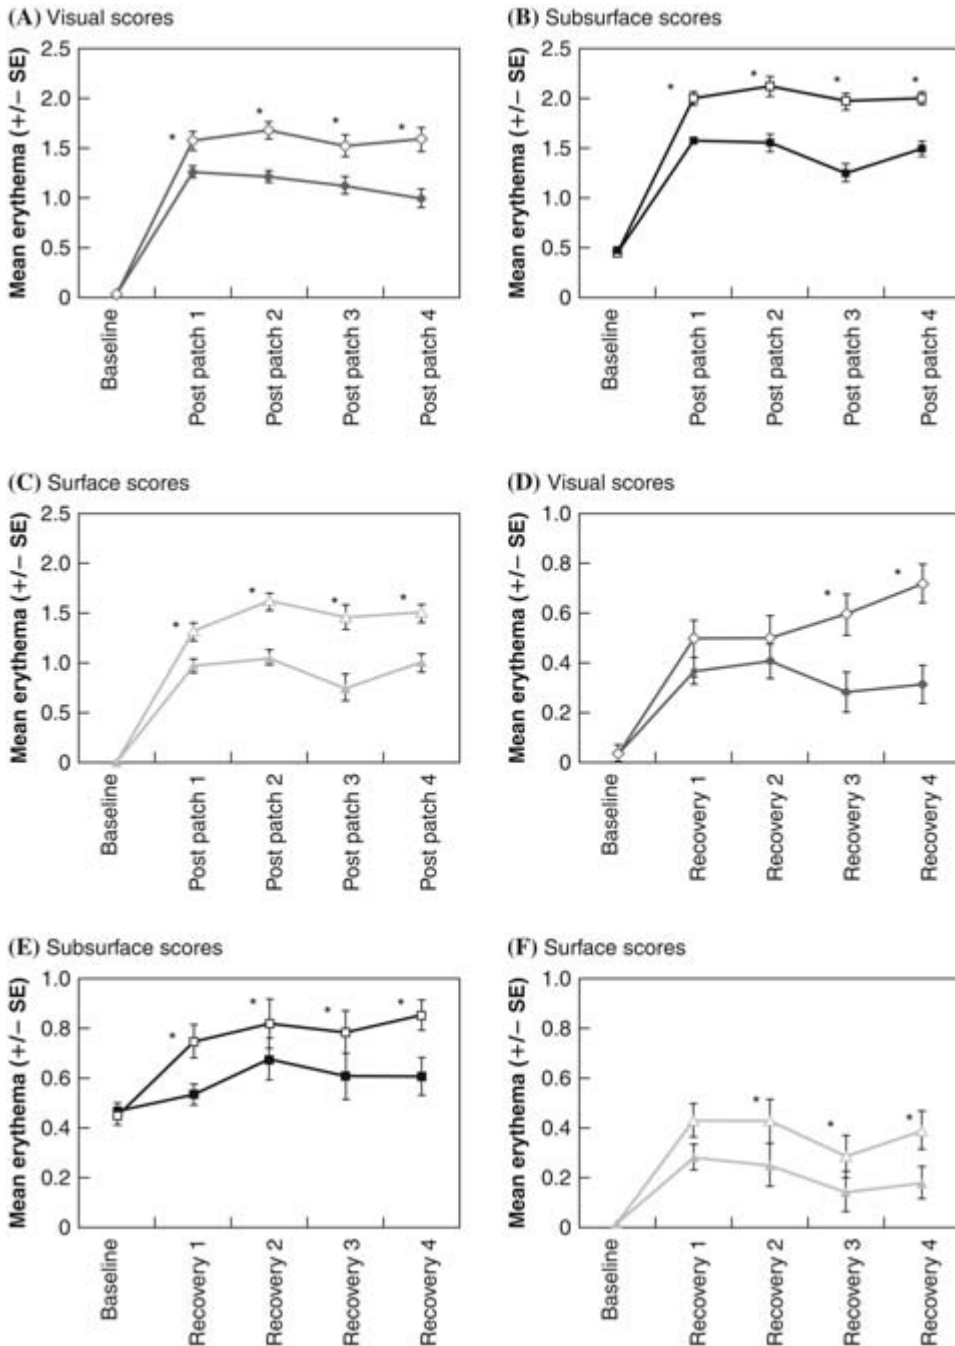 (A) Visual scores
Mean erythema (+/− SE)
2.5
2.0
1.5
1.0
0.5
0
Baseline
Post patch 1
Post patch 2
Post patch 3
Post patch 4
*
*
*
*
(B) Subsurface scores
Mean erythema (+/− SE)
2.5
2.0
1.5
1.0
0.5
0
Baseline
Post patch 1
Post patch 2
Post patch 3
Post patch 4
*
*
*
*
(C) Surface scores
Mean erythema (+/− SE)
2.5
2.0
1.5
1.0
0.5
0
Baseline
Post patch 1
Post patch 2
Post patch 3
Post patch 4
*
*
*
*
(D) Visual scores
Mean erythema (+/− SE)
1.0
0.8
0.6
0.4
0.2
0
Baseline
Recovery 1
Recovery 2
Recovery 3
Recovery 4
*
*
(E) Subsurface scores
Mean erythema (+/− SE)
1.0
0.8
0.6
0.4
0.2
0
Baseline
Recovery 1
Recovery 2
Recovery 3
Recovery 4
*
*
*
*
(F) Surface scores
Mean erythema (+/− SE)
1.0
0.8
0.6
0.4
0.2
0
Baseline
Recovery 1
Recovery 2
Recovery 3
Recovery 4
*
*
*